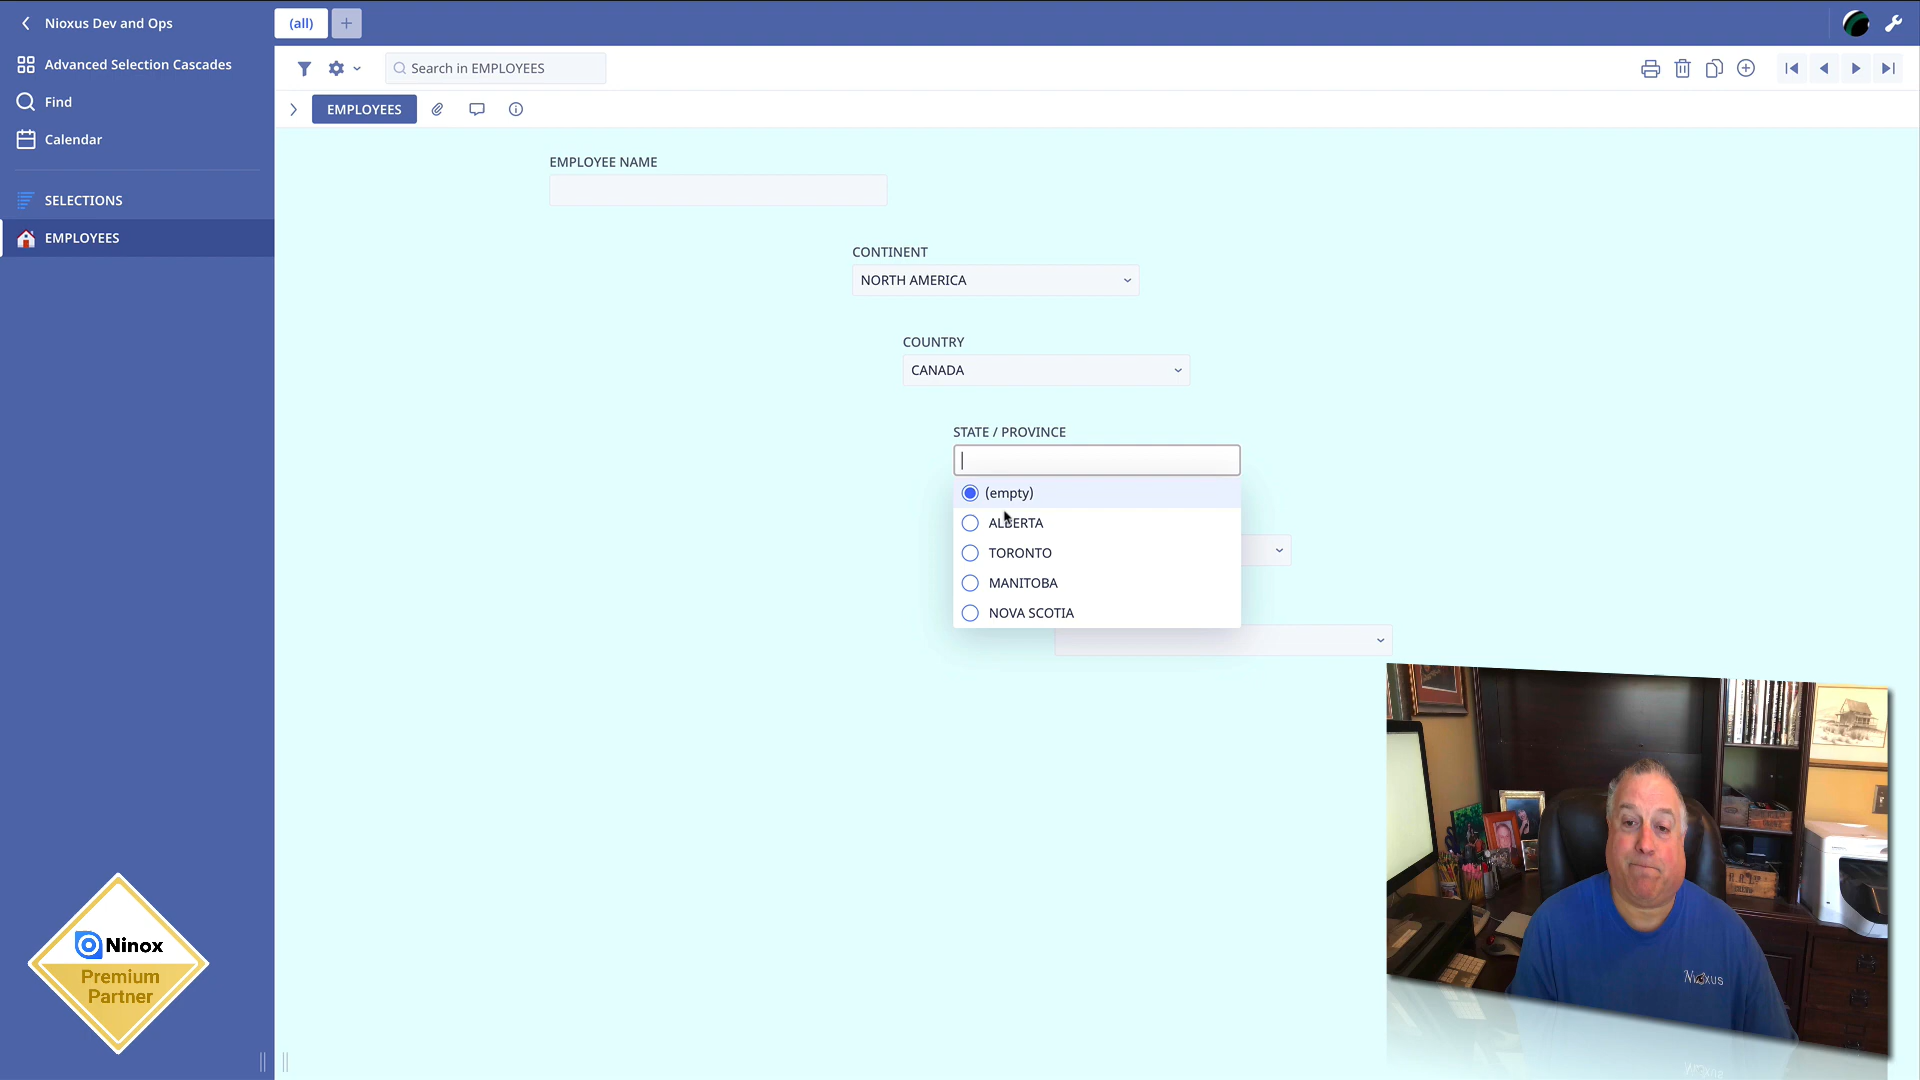 Nioxus Dev and Ops
(all)
+
Advanced Selection Cascades
Find
Calendar
SELECTIONS
EMPLOYEES
Search in EMPLOYEES
EMPLOYEES
EMPLOYEE NAME
CONTINENT
NORTH AMERICA
COUNTRY
CANADA
STATE / PROVINCE
(empty)
ALBERTA
TORONTO
MANITOBA
NOVA SCOTIA
Ninox
Premium
Partner
Nioxus